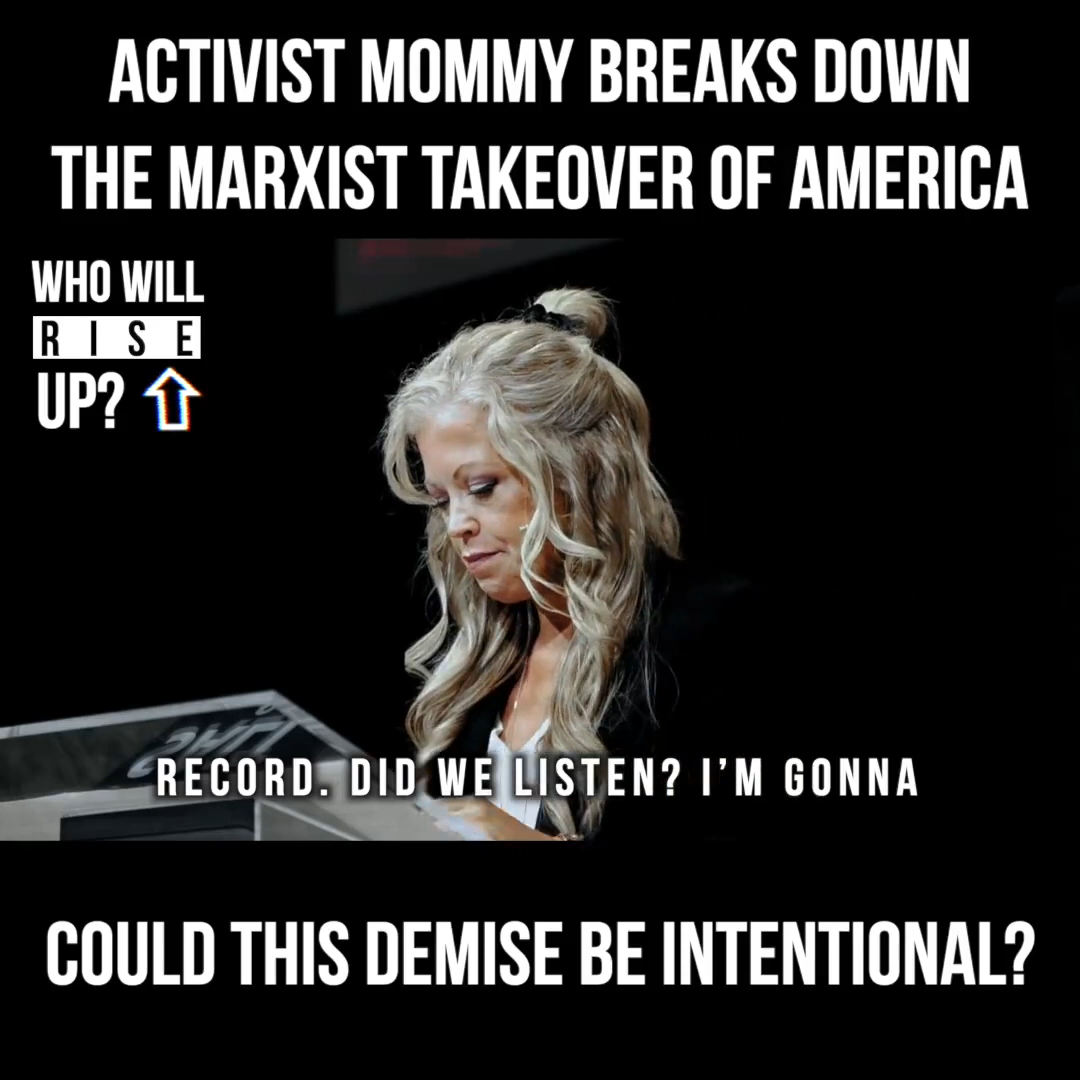 ACTIVIST MOMMY BREAKS DOWN
THE MARXIST TAKEOVER OF AMERICA
WHO WILL
RISE
UP?
RECORD. DID WE LISTEN? I'M GONNA
COULD THIS DEMISE BE INTENTIONAL?